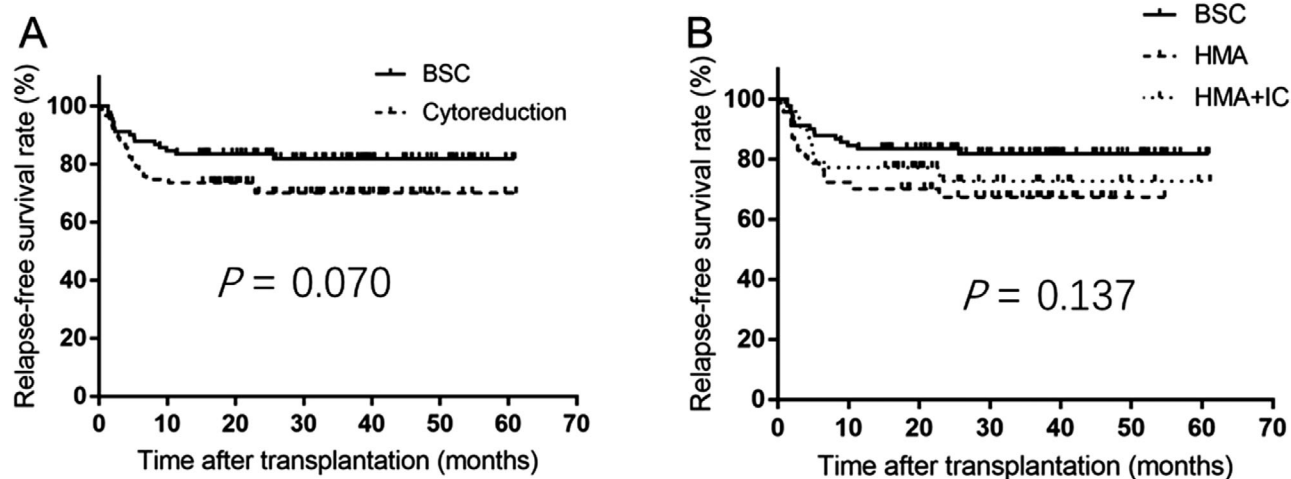 A
Relapse-free survival rate (%)
BSC
Cytoreduction
100
80
60
40
20
0
P = 0.070
0 10 20 30 40 50 60 70
Time after transplantation (months)
B
Relapse-free survival rate (%)
BSC
HMA
HMA+IC
100
80
60
40
20
0
P = 0.137
0 10 20 30 40 50 60 70
Time after transplantation (months)